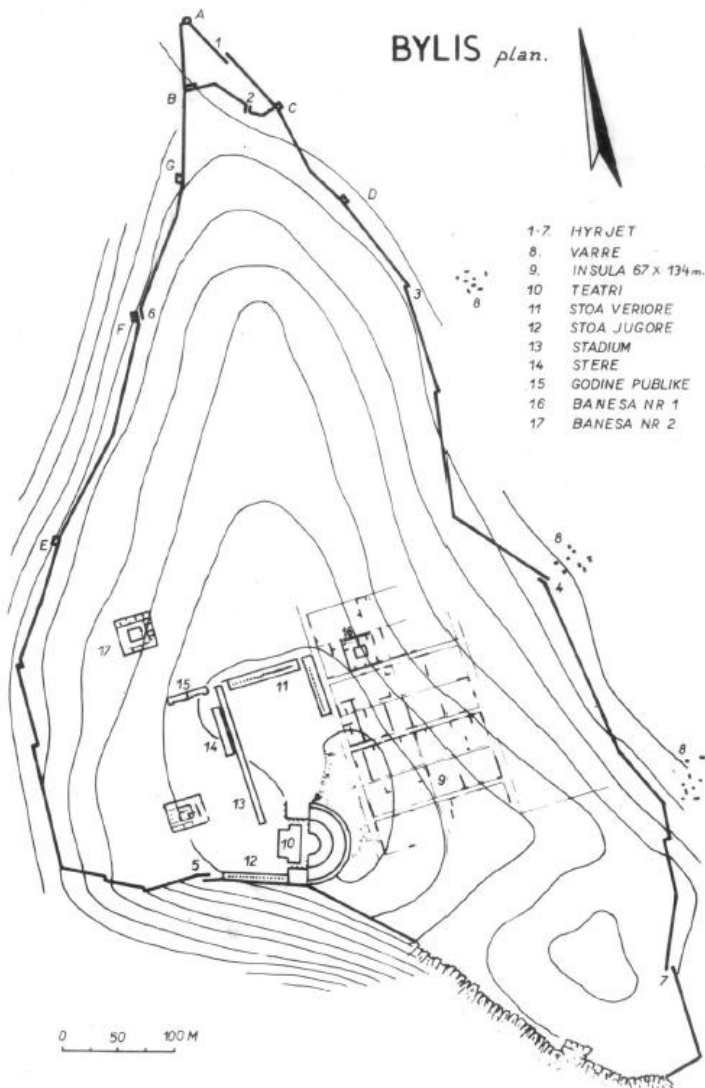 BYLIS plan.
1-7. HYRJET
8. VARRE
9. INSULA 67 X 134 m.
10 TEATRI
11 STOA VERIORE
12 STOA JUGORE
13 STADIUM
14 STERE
15 GODINE PUBLIKE
16 BANESA NR 1
17 BANESA NR 2
A
1
B
2
C
G
D
3
8
F
6
E
8
4
17
16
15
11
14
8
9
13
10
5
12
7
0 50 100 M